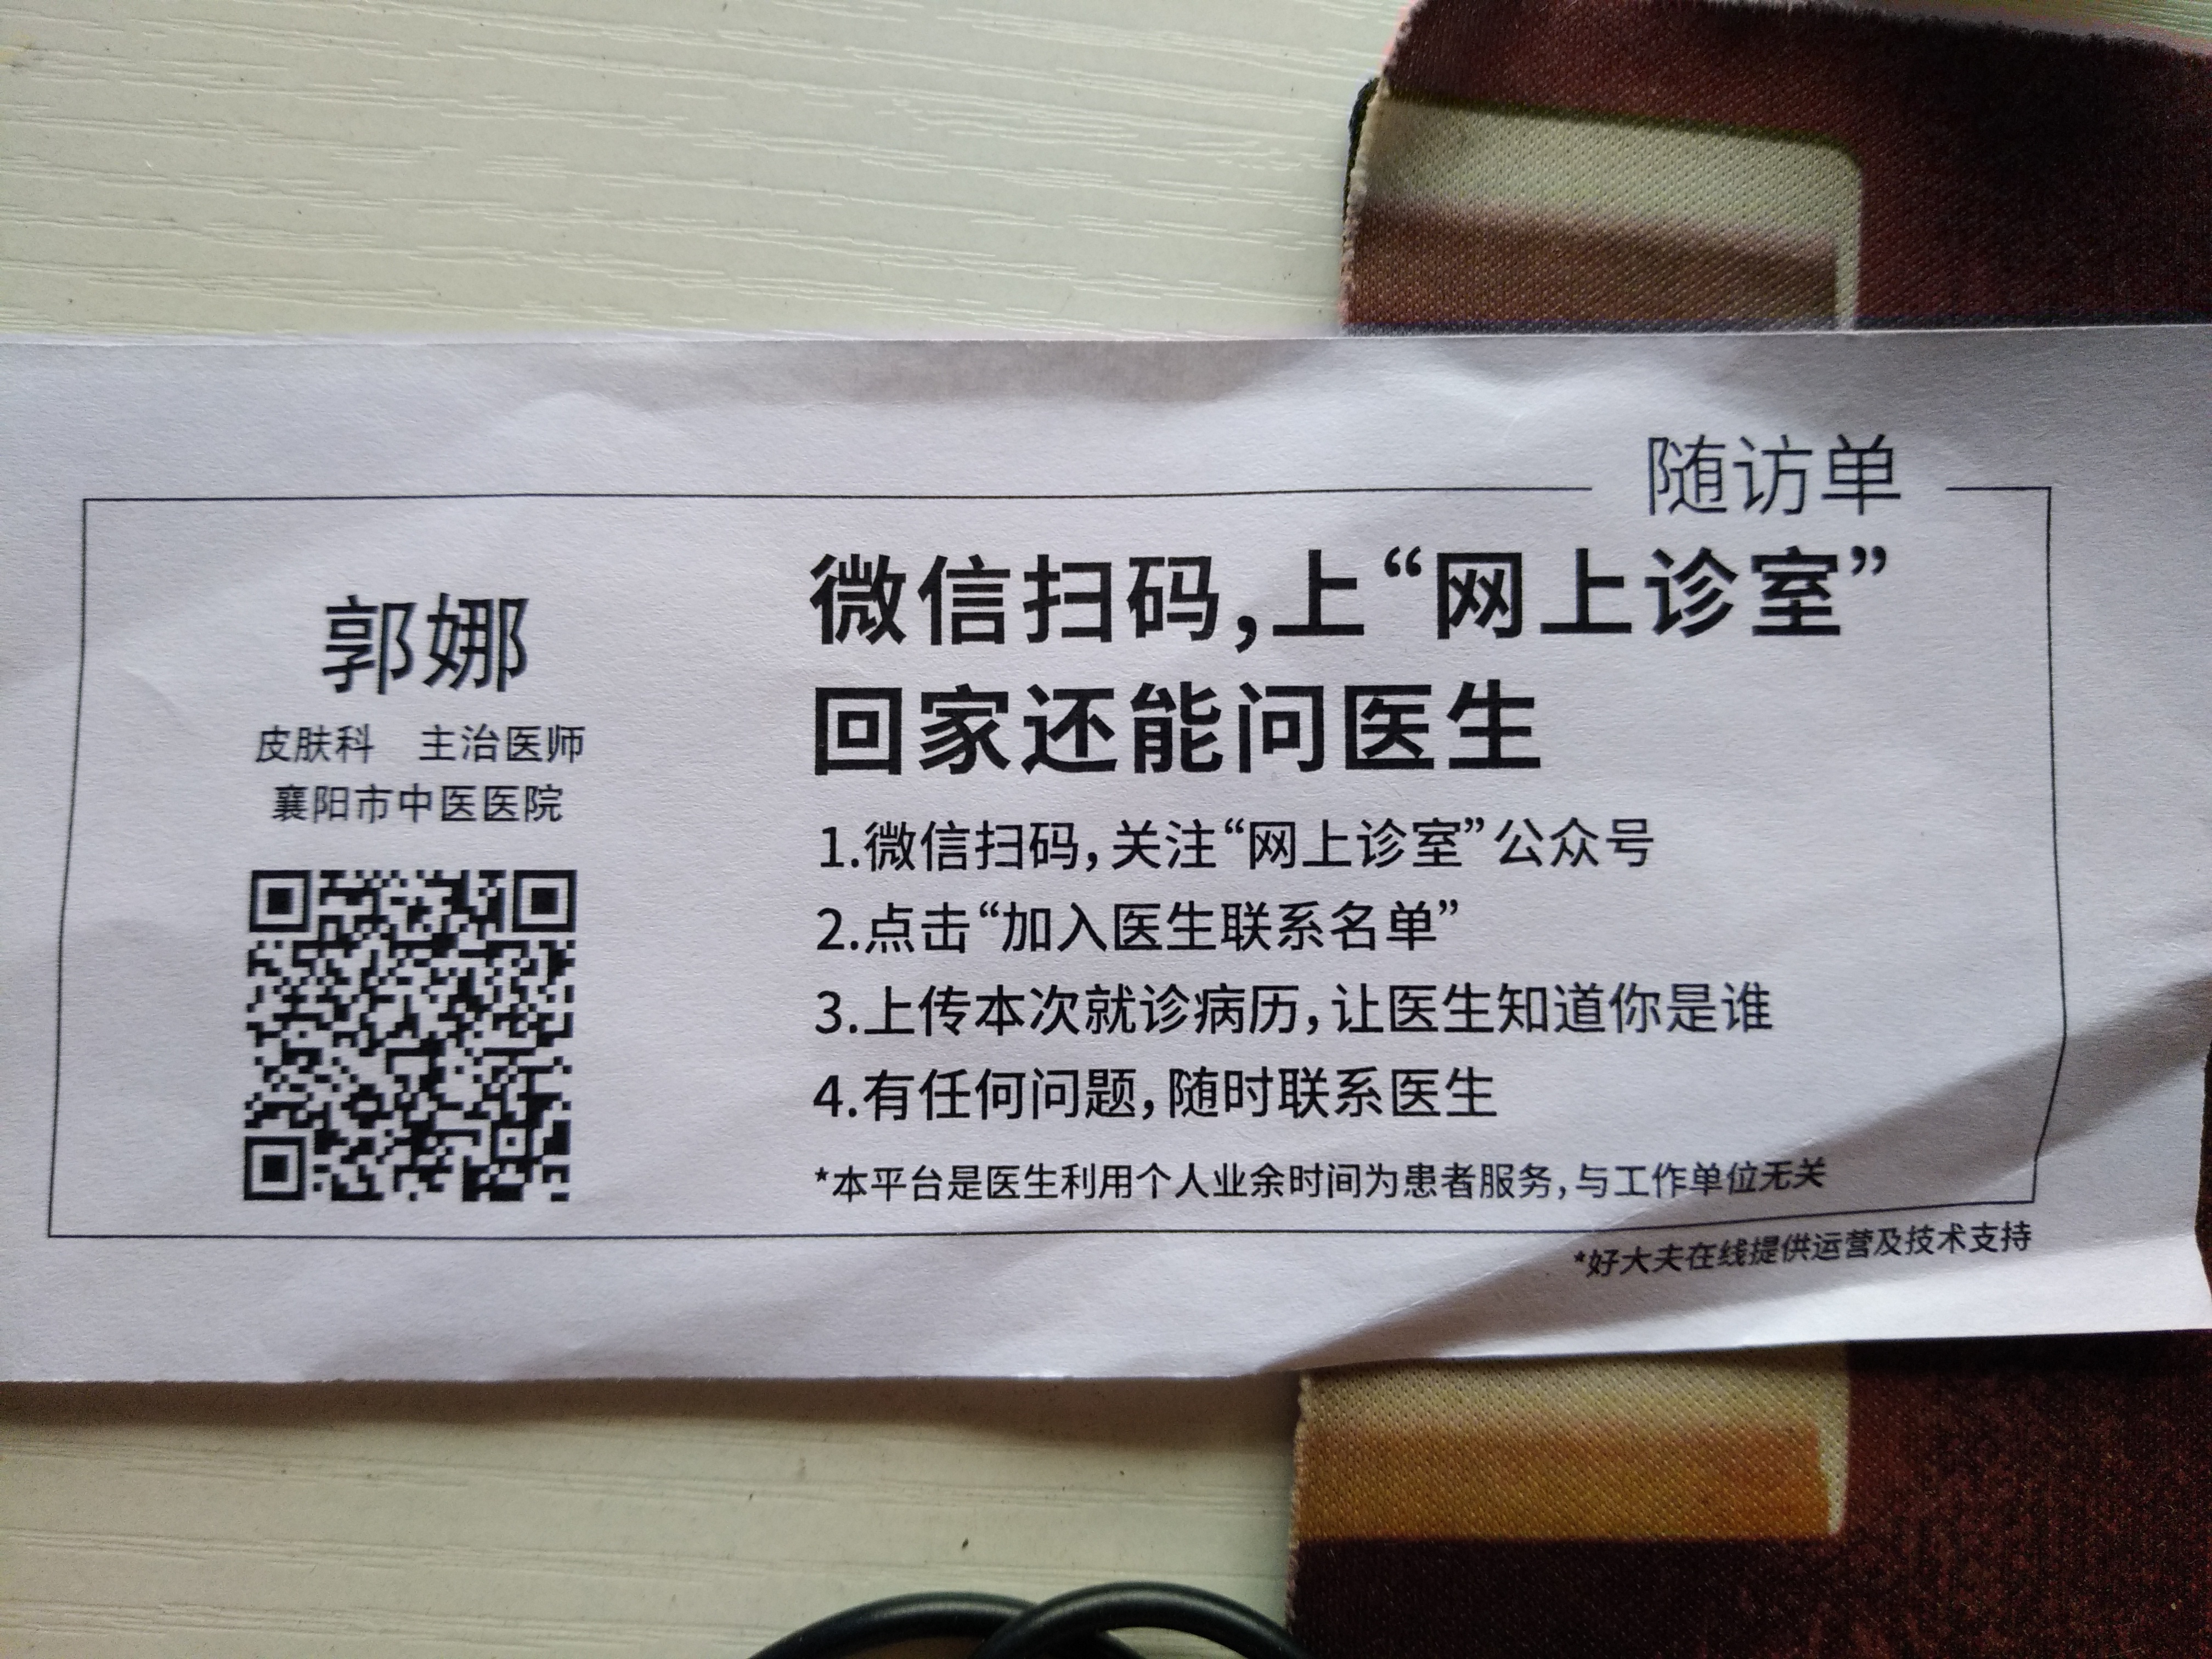 随访单
郭娜
皮肤科 主治医师
襄阳市中医医院
微信扫码,上“网上诊室”
回家还能问医生
1.微信扫码,关注“网上诊室”公众号
2.点击“加入医生联系名单”
3.上传本次就诊病历,让医生知道你是谁
4.有任何问题,随时联系医生
*本平台是医生利用个人业余时间为患者服务,与工作单位无关
*好大夫在线提供运营及技术支持